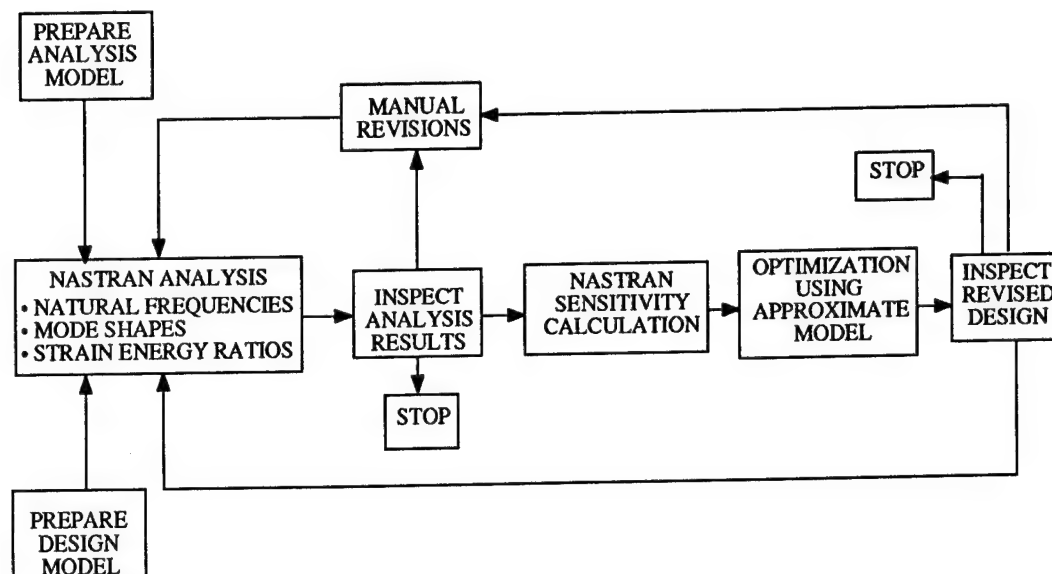 PREPARE
ANALYSIS
MODEL
MANUAL
REVISIONS
STOP
NASTRAN ANALYSIS
• NATURAL FREQUENCIES
• MODE SHAPES
• STRAIN ENERGY RATIOS
INSPECT
ANALYSIS
RESULTS
NASTRAN
SENSITIVITY
CALCULATION
OPTIMIZATION
USING
APPROXIMATE
MODEL
INSPECT
REVISED
DESIGN
STOP
PREPARE
DESIGN
MODEL